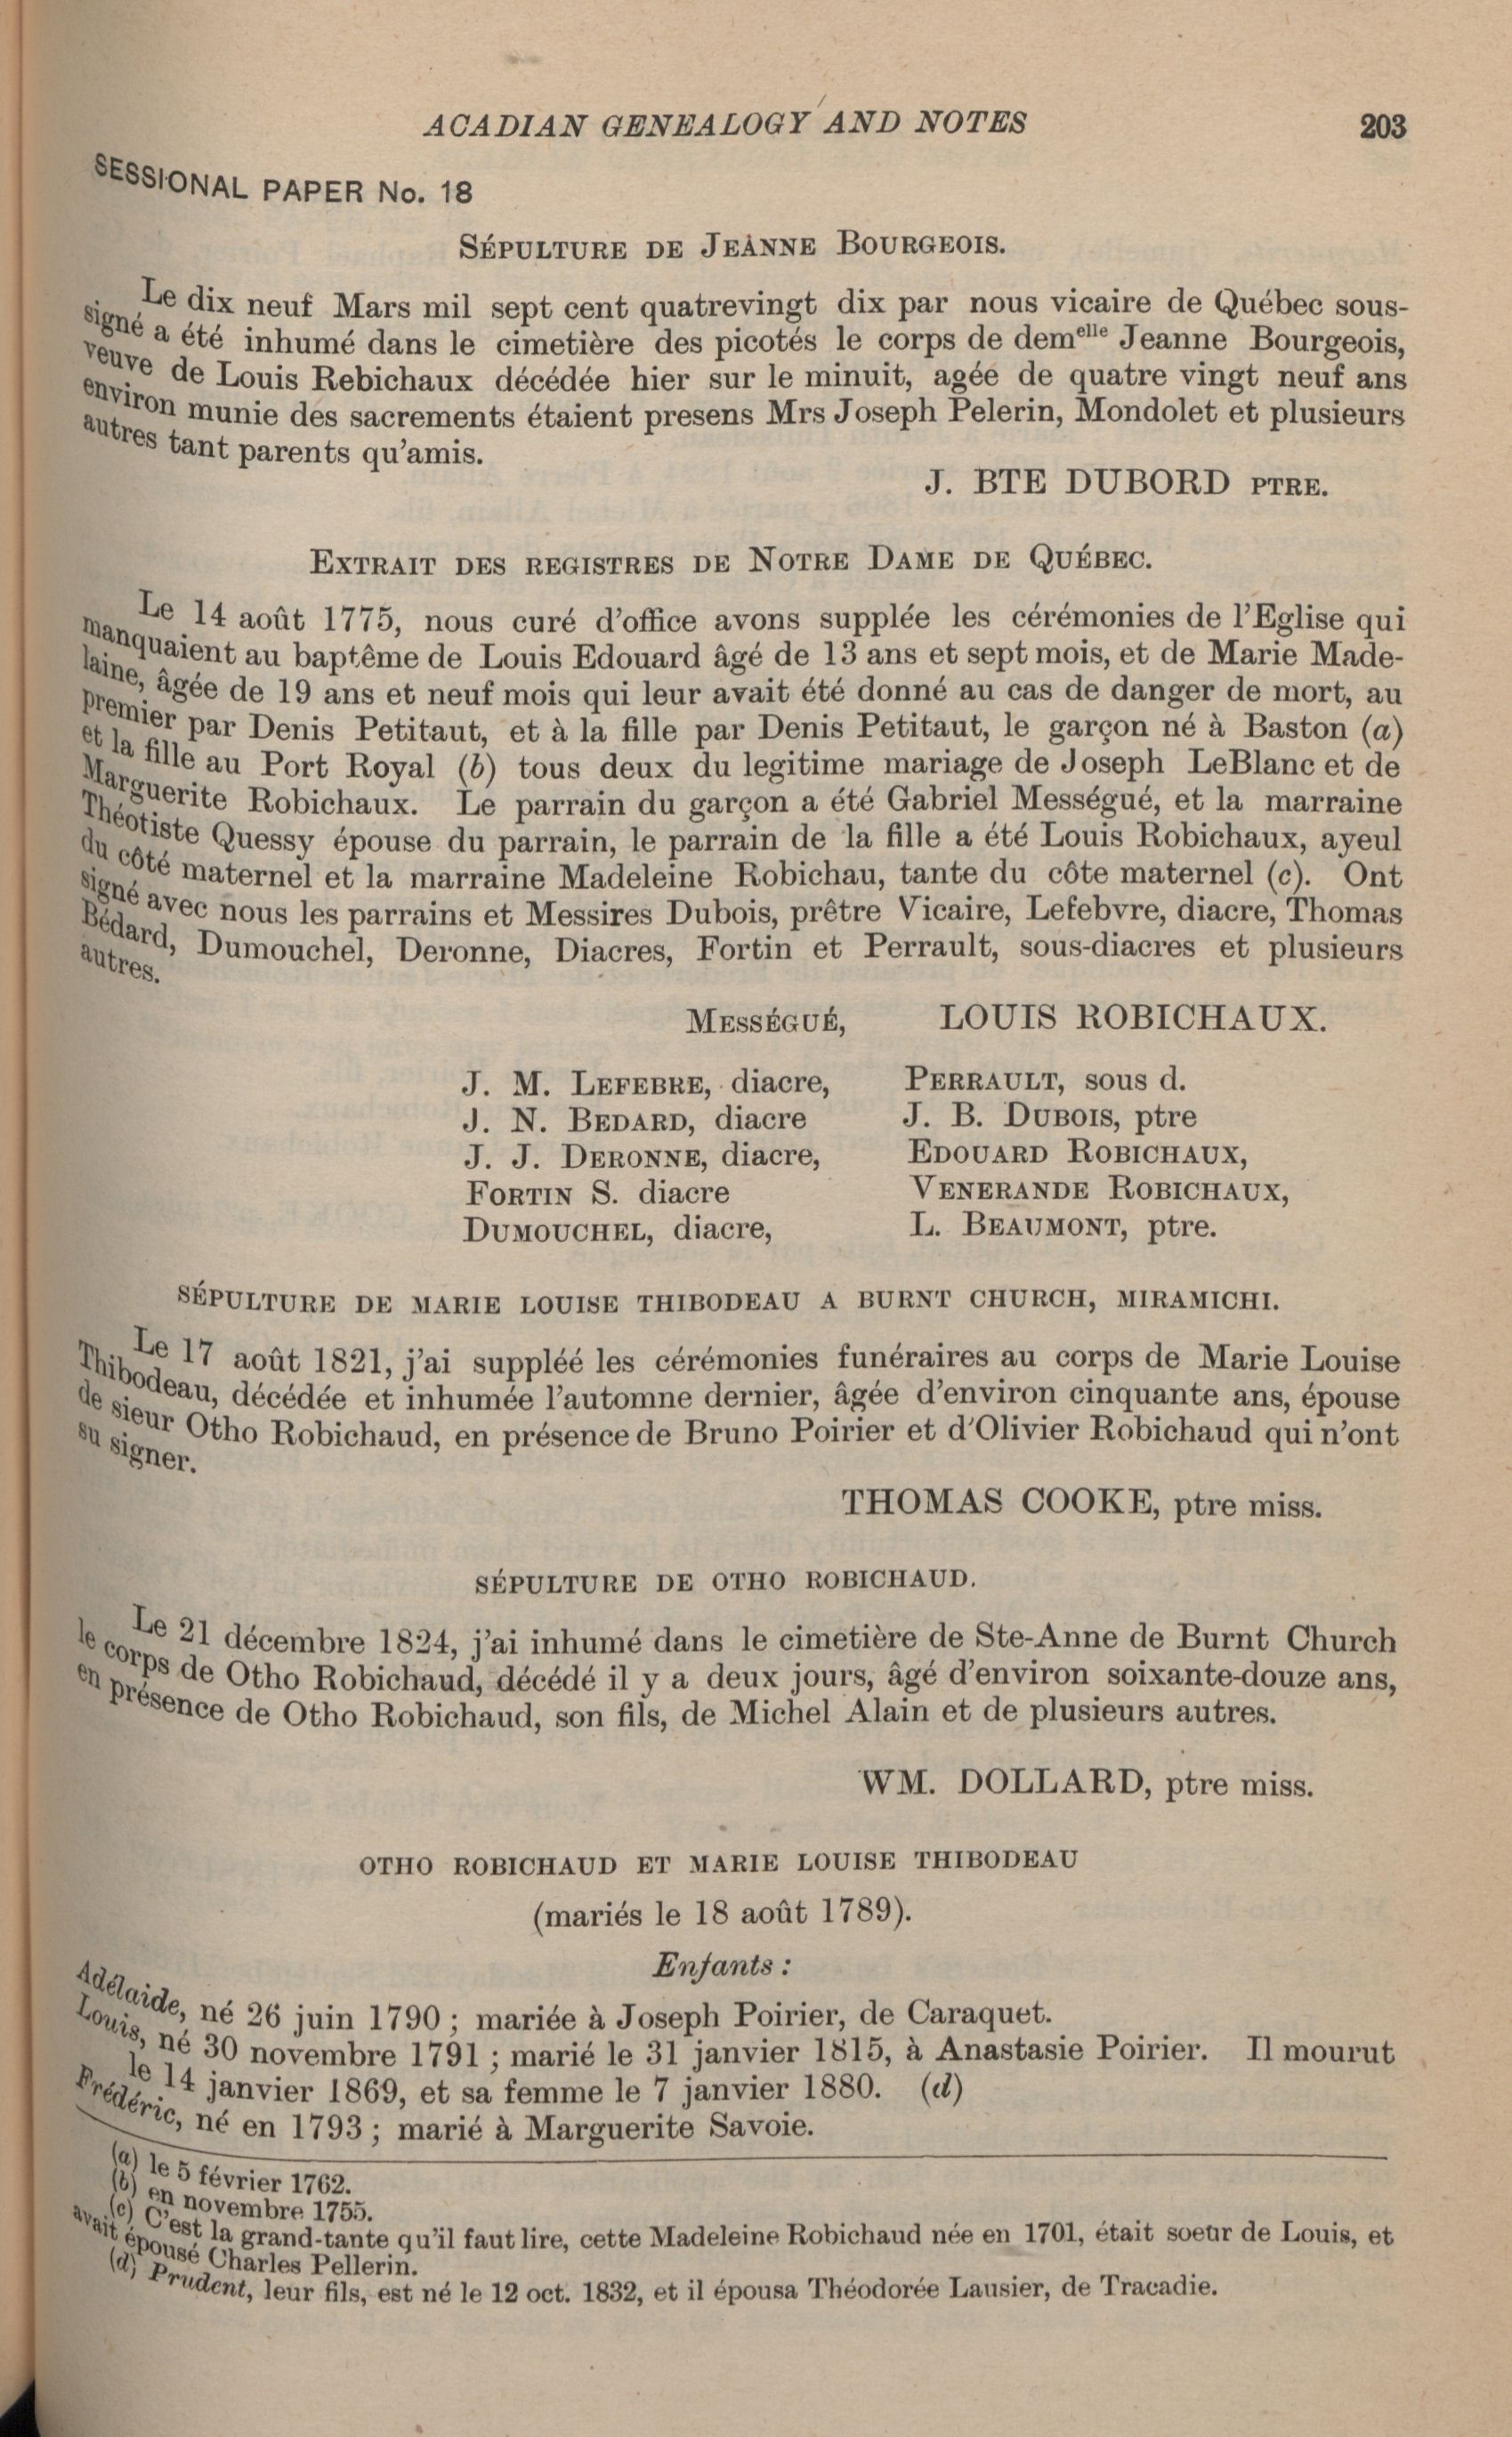 ACADIAN GENEALOGY AND NOTES 203
SESSIONAL PAPER No. 18
SÉPULTURE DE JEANNE BOURGEOIS.
Le dix neuf Mars mil sept cent quatrevingt dix par nous vicaire de Québec sous-
signé a été inhumé dans le cimetière des picotés le corps de demelle Jeanne Bourgeois,
veuve de Louis Rebichaux décédée hier sur le minuit, agée de quatre vingt neuf ans
environ munie des sacrements étaient presens Mrs Joseph Pelerin, Mondolet et plusieurs
autres tant parents qu'amis.
J. BTE DUBORD PTRE.
EXTRAIT DES REGISTRES DE NOTRE DAME DE QUÉBEC.
Le 14 août 1775, nous curé d'office avons supplée les cérémonies de l'Eglise qui
manquaient au baptême de Louis Edouard âgé de 13 ans et sept mois, et de Marie Made-
laine, âgée de 19 ans et neuf mois qui leur avait été donné au cas de danger de mort, au
premier par Denis Petitaut, et à la fille par Denis Petitaut, le garçon né à Baston (a)
et la fille au Port Royal (b) tous deux du legitime mariage de Joseph LeBlanc et de
Marguerite Robichaux. Le parrain du garçon a été Gabriel Mességué, et la marraine
Théotiste Quessy épouse du parrain, le parrain de la fille a été Louis Robichaux, ayeul
du côté maternel et la marraine Madeleine Robichau, tante du côte maternel (c). Ont
signé avec nous les parrains et Messires Dubois, prêtre Vicaire, Lefebvre, diacre, Thomas
Bédard, Dumouchel, Deronne, Diacres, Fortin et Perrault, sous-diacres et plusieurs
autres.
MESSÉGUÉ, LOUIS ROBICHAUX.
J. M. LEFEBRE, diacre, PERRAULT, sous d.
J. N. BEDARD, diacre J. B. DUBOIS, ptre
J. J. DERONNE, diacre, EDOUARD ROBICHAUX,
FORTIN S. diacre VENERANDE ROBICHAUX,
DUMOUCHEL, diacre, L. BEAUMONT, ptre.
SÉPULTURE DE MARIE LOUISE THIBODEAU A BURNT CHURCH, MIRAMICHI.
Le 17 août 1821, j'ai suppléé les cérémonies funéraires au corps de Marie Louise
Thibodeau, décédée et inhumée l'automne dernier, âgée d'environ cinquante ans, épouse
de sieur Otho Robichaud, en présence de Bruno Poirier et d'Olivier Robichaud qui n'ont
su signer.
THOMAS COOKE, ptre miss.
SÉPULTURE DE OTHO ROBICHAUD.
Le 21 décembre 1824, j'ai inhumé dans le cimetière de Ste-Anne de Burnt Church
le corps de Otho Robichaud, décédé il y a deux jours, âgé d'environ soixante-douze ans,
en présence de Otho Robichaud, son fils, de Michel Alain et de plusieurs autres.
WM. DOLLARD, ptre miss.
OTHO ROBICHAUD ET MARIE LOUISE THIBODEAU
(mariés le 18 août 1789).
Enfants :
Adélaide, né 26 juin 1790 ; mariée à Joseph Poirier, de Caraquet.
Louis, né 30 novembre 1791 ; marié le 31 janvier 1815, à Anastasie Poirier. Il mourut
le 14 janvier 1869, et sa femme le 7 janvier 1880. (d)
Frédéric, né en 1793 ; marié à Marguerite Savoie.
(a) le 5 février 1762.
(b) en novembre 1755.
(c) C'est la grand-tante qu'il faut lire, cette Madeleine Robichaud née en 1701, était soeur de Louis, et
avait épousé Charles Pellerin.
(d) Prudent, leur fils, est né le 12 oct. 1832, et il épousa Théodorée Lausier, de Tracadie.